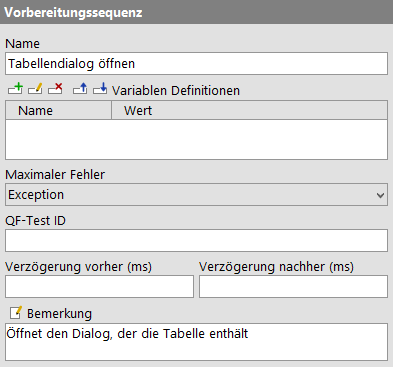 Vorbereitungssequenz
Name
Tabellendialog öffnen
Variablen Definitionen
Name Wert
Maximaler Fehler
Exception
QF-Test ID
Verzögerung vorher (ms) Verzögerung nachher (ms)
Bemerkung
Öffnet den Dialog, der die Tabelle enthält